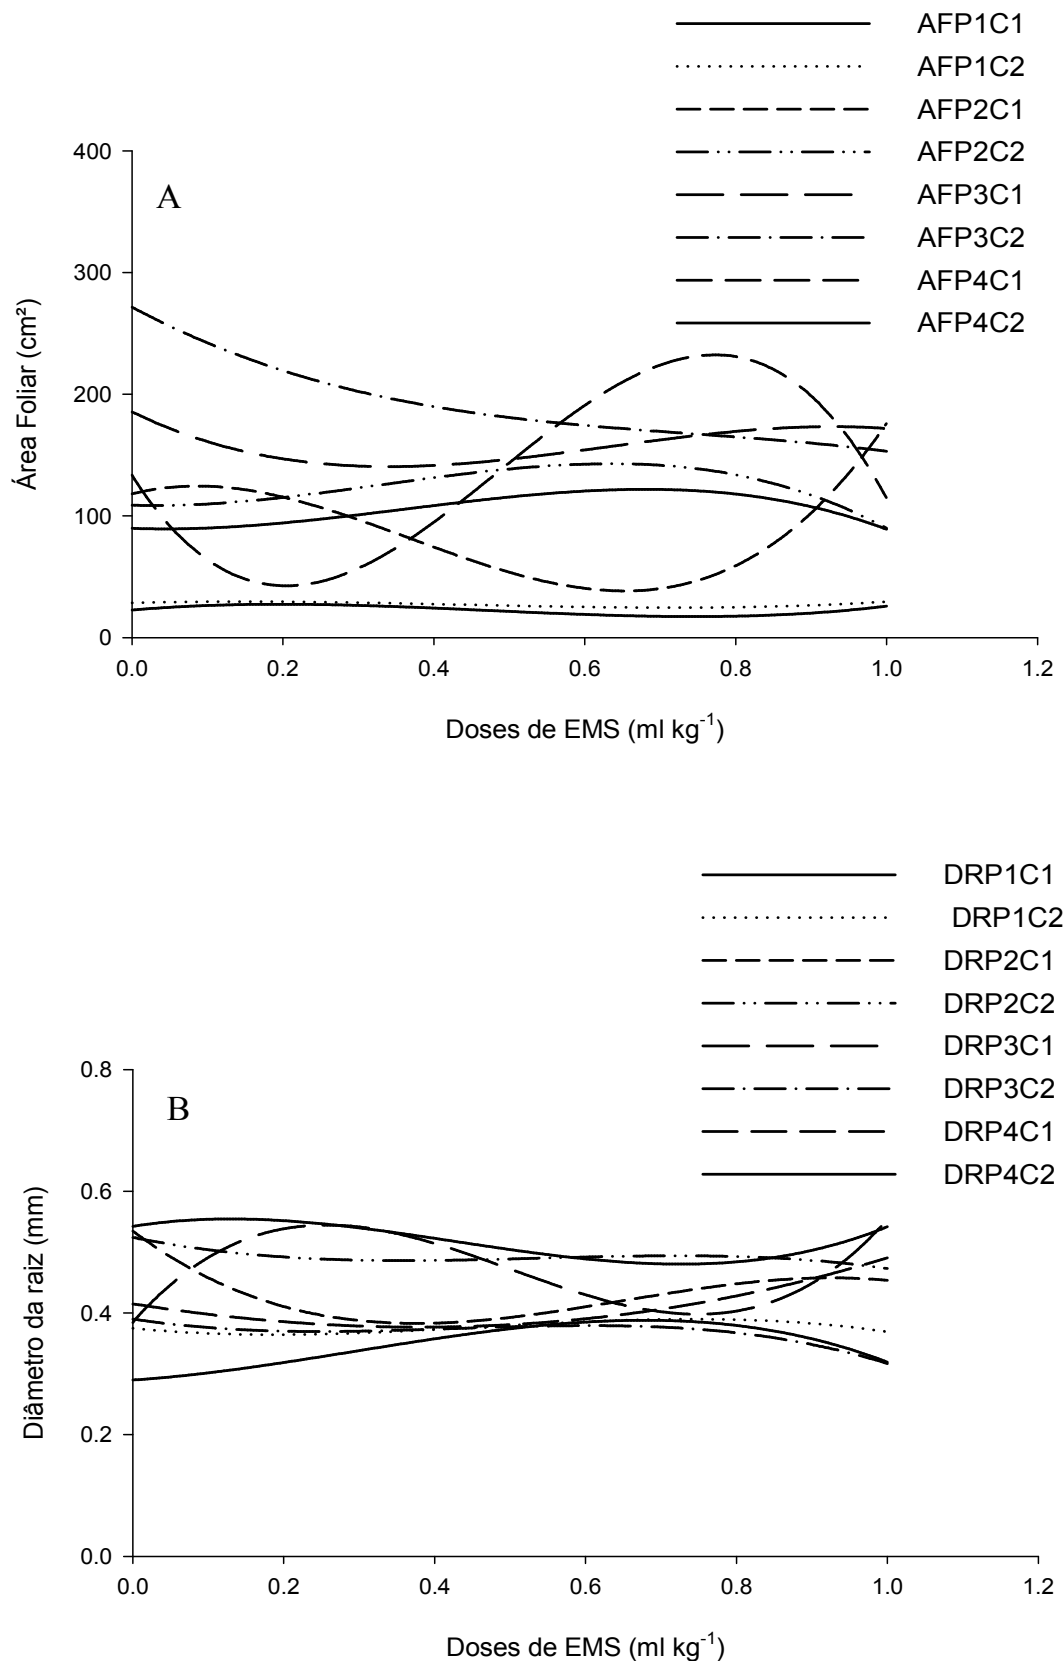 AFP1C1
AFP1C2
AFP2C1
AFP2C2
AFP3C1
AFP3C2
AFP4C1
AFP4C2
400
300
200
100
0
A
Área Foliar (cm²)
0.0 0.2 0.4 0.6 0.8 1.0 1.2
Doses de EMS (ml kg⁻¹)
DRP1C1
DRP1C2
DRP2C1
DRP2C2
DRP3C1
DRP3C2
DRP4C1
DRP4C2
0.8
0.6
0.4
0.2
0.0
B
Diâmetro da raiz (mm)
0.0 0.2 0.4 0.6 0.8 1.0 1.2
Doses de EMS (ml kg⁻¹)